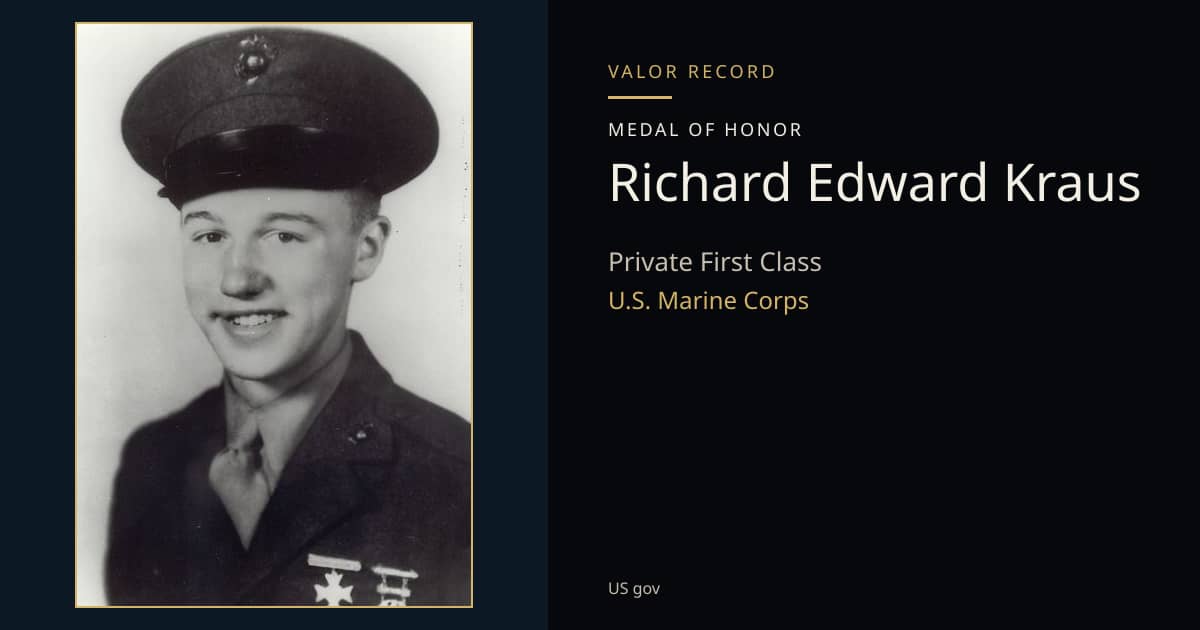 VALOR RECORD
MEDAL OF HONOR
Richard Edward Kraus
Private First Class
U.S. Marine Corps
US gov